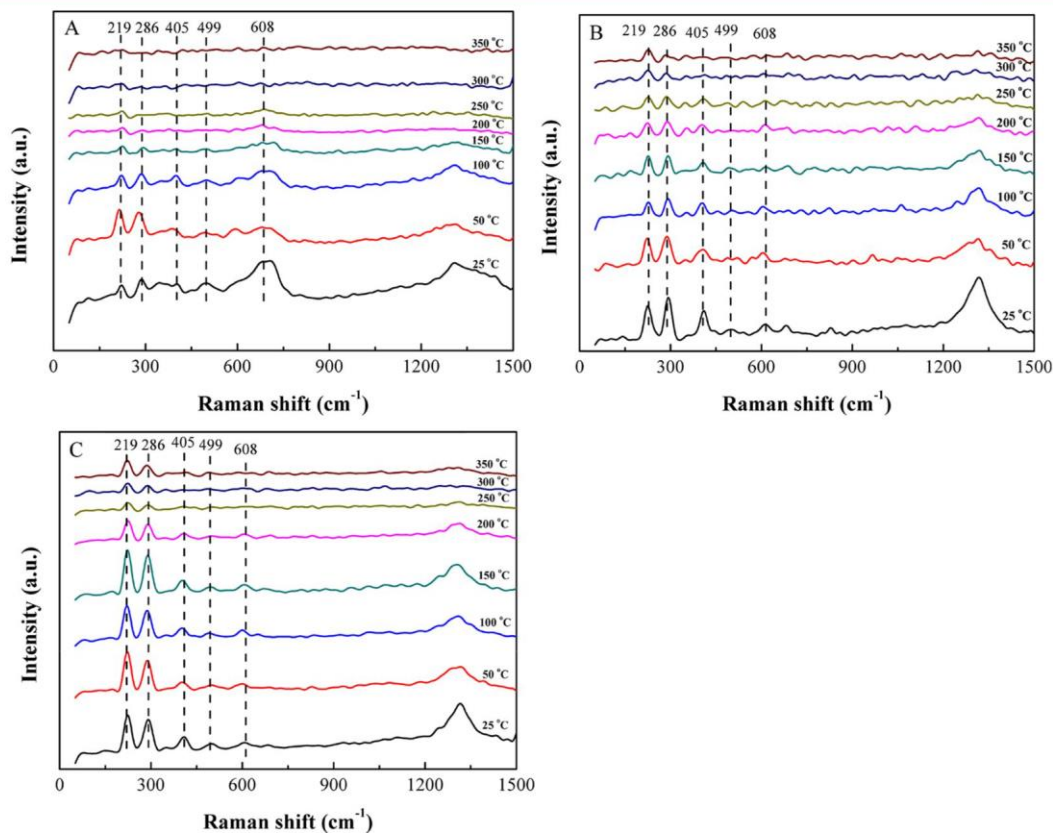 A
219 286 405 499 608
350 °C
300 °C
250 °C
200 °C
150 °C
100 °C
50 °C
25 °C
Intensity (a.u.)
0 300 600 900 1200 1500
Raman shift (cm-1)
B
219 286 405 499 608
350 °C
300 °C
250 °C
200 °C
150 °C
100 °C
50 °C
25 °C
Intensity (a.u.)
0 300 600 900 1200 1500
Raman shift (cm-1)
C
219 286 405 499 608
350 °C
300 °C
250 °C
200 °C
150 °C
100 °C
50 °C
25 °C
Intensity (a.u.)
0 300 600 900 1200 1500
Raman shift (cm-1)